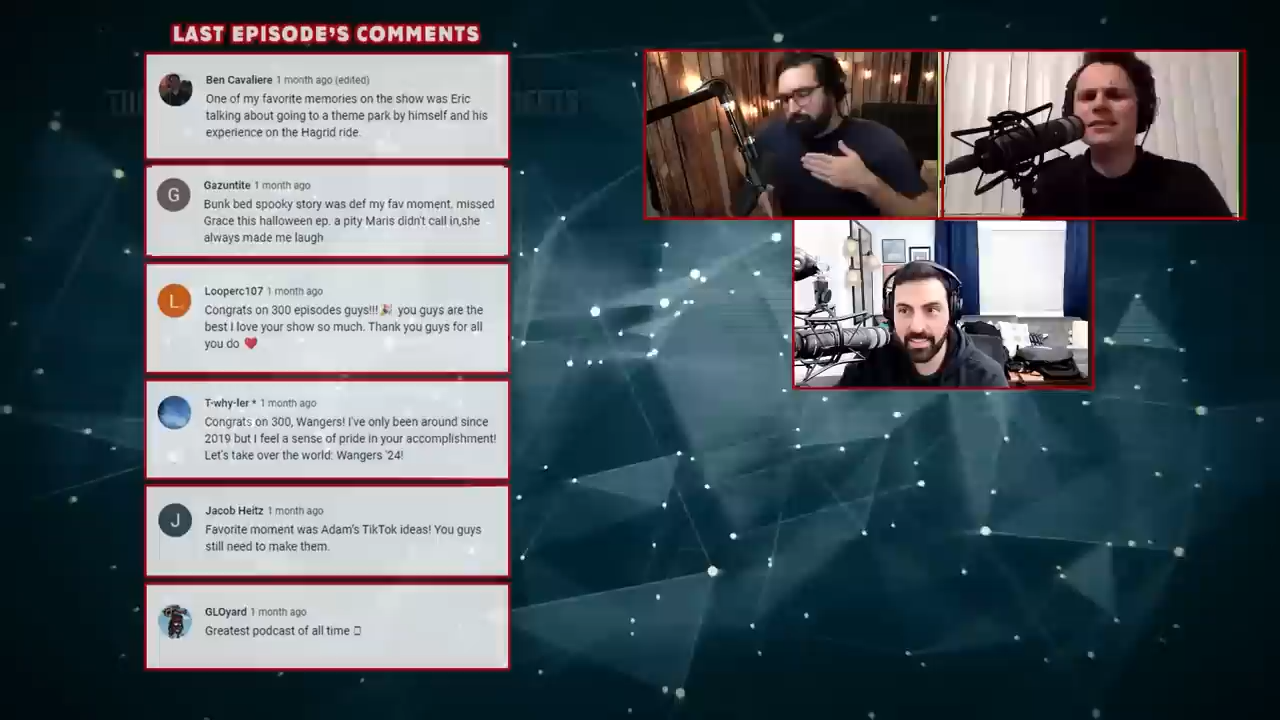 LAST EPISODE'S COMMENTS
Ben Cavaliere 1 month ago (edited)
One of my favorite memories on the show was Eric
talking about going to a theme park by himself and his
experience on the Hagrid ride.
G
Gazuntite 1 month ago
Bunk bed spooky story was def my fav moment. missed
Grace this halloween ep. a pity Maris didn't call in,she
always made me laugh
L
Looperc107 1 month ago
Congrats on 300 episodes guys!!!🎉 you guys are the
best I love your show so much. Thank you guys for all
you do ❤️
T-why-ler * 1 month ago
Congrats on 300, Wangers! I've only been around since
2019 but I feel a sense of pride in your accomplishment!
Let's take over the world: Wangers '24!
J
Jacob Heitz 1 month ago
Favorite moment was Adam's TikTok ideas! You guys
still need to make them.
GLOyard 1 month ago
Greatest podcast of all time